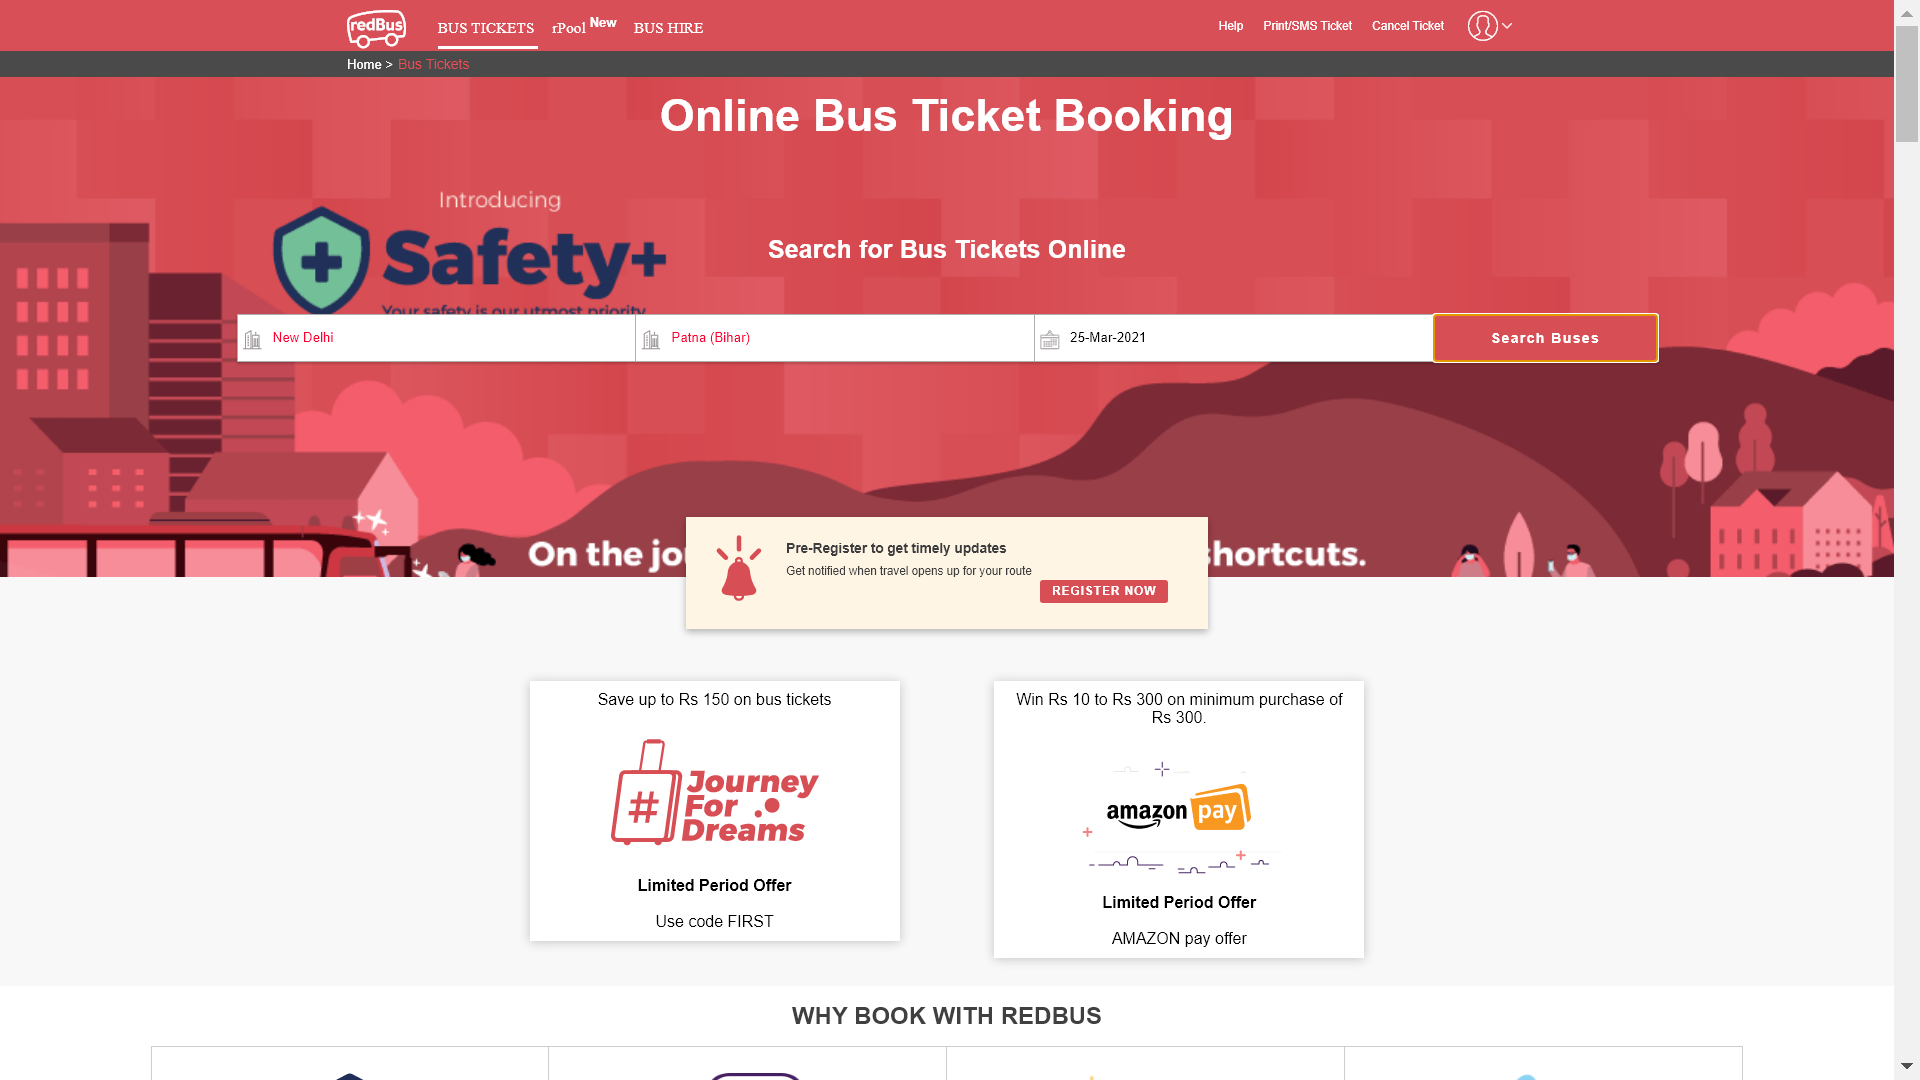 redBus
BUS TICKETS
rPool New
BUS HIRE
Help
Print/SMS Ticket
Cancel Ticket
Home > Bus Tickets
Online Bus Ticket Booking
Introducing
Safety+
Your safety is our utmost priority
Search for Bus Tickets Online
New Delhi
Patna (Bihar)
25-Mar-2021
Search Buses
On the jou
shortcuts.
Pre-Register to get timely updates
Get notified when travel opens up for your route
REGISTER NOW
Save up to Rs 150 on bus tickets
# Journey
For
Dreams
Limited Period Offer
Use code FIRST
Win Rs 10 to Rs 300 on minimum purchase of
Rs 300.
amazon pay
Limited Period Offer
AMAZON pay offer
WHY BOOK WITH REDBUS